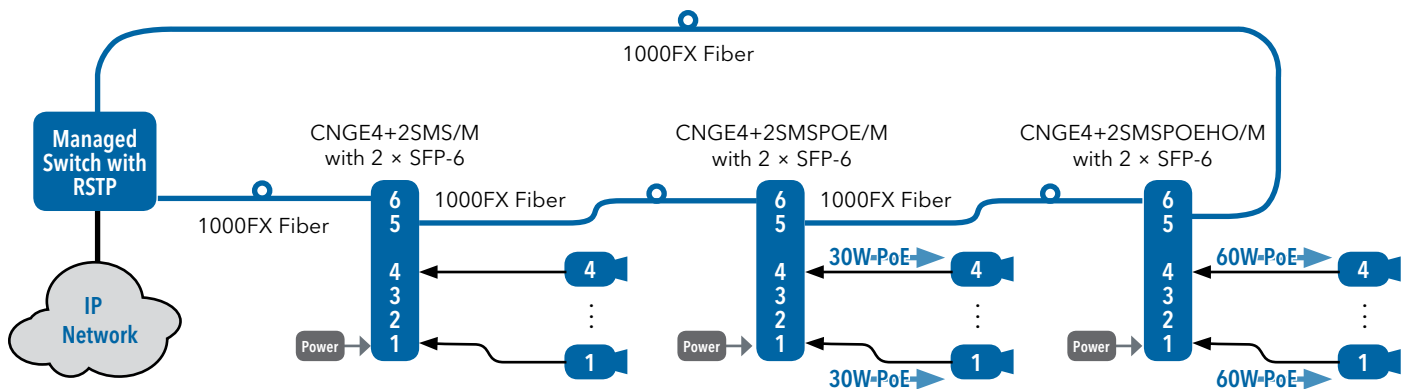 1000FX Fiber
Managed
Switch with
RSTP
CNGE4+2SMS/M
with 2 × SFP-6
CNGE4+2SMSPOE/M
with 2 × SFP-6
CNGE4+2SMSPOEHO/M
with 2 × SFP-6
1000FX Fiber
1000FX Fiber
1000FX Fiber
IP
Network
6
5
4
3
2
1
Power
4
⋮
1
6
5
4
3
2
1
Power
30W-PoE
4
⋮
1
30W-PoE
6
5
4
3
2
1
Power
60W-PoE
4
⋮
1
60W-PoE